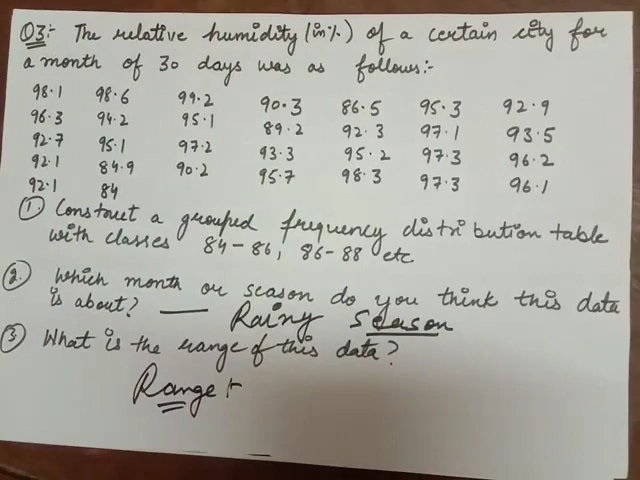 Q3:- The relative humidity (in %) of a certain city for
a month of 30 days was as follows:-
98.1 98.6 99.2 90.3 86.5 95.3 92.9
96.3 94.2 95.1 89.2 92.3 97.1 93.5
92.7 95.1 97.2 93.3 95.2 97.3 96.2
92.1 84.9 90.2 95.7 98.3 97.3 96.1
92.1 84
① Construct a grouped frequency distribution table
with classes 84-86, 86-88 etc
② Which month or season do you think this data
is about? — Rainy season
③ What is the range of this data?
Range:-